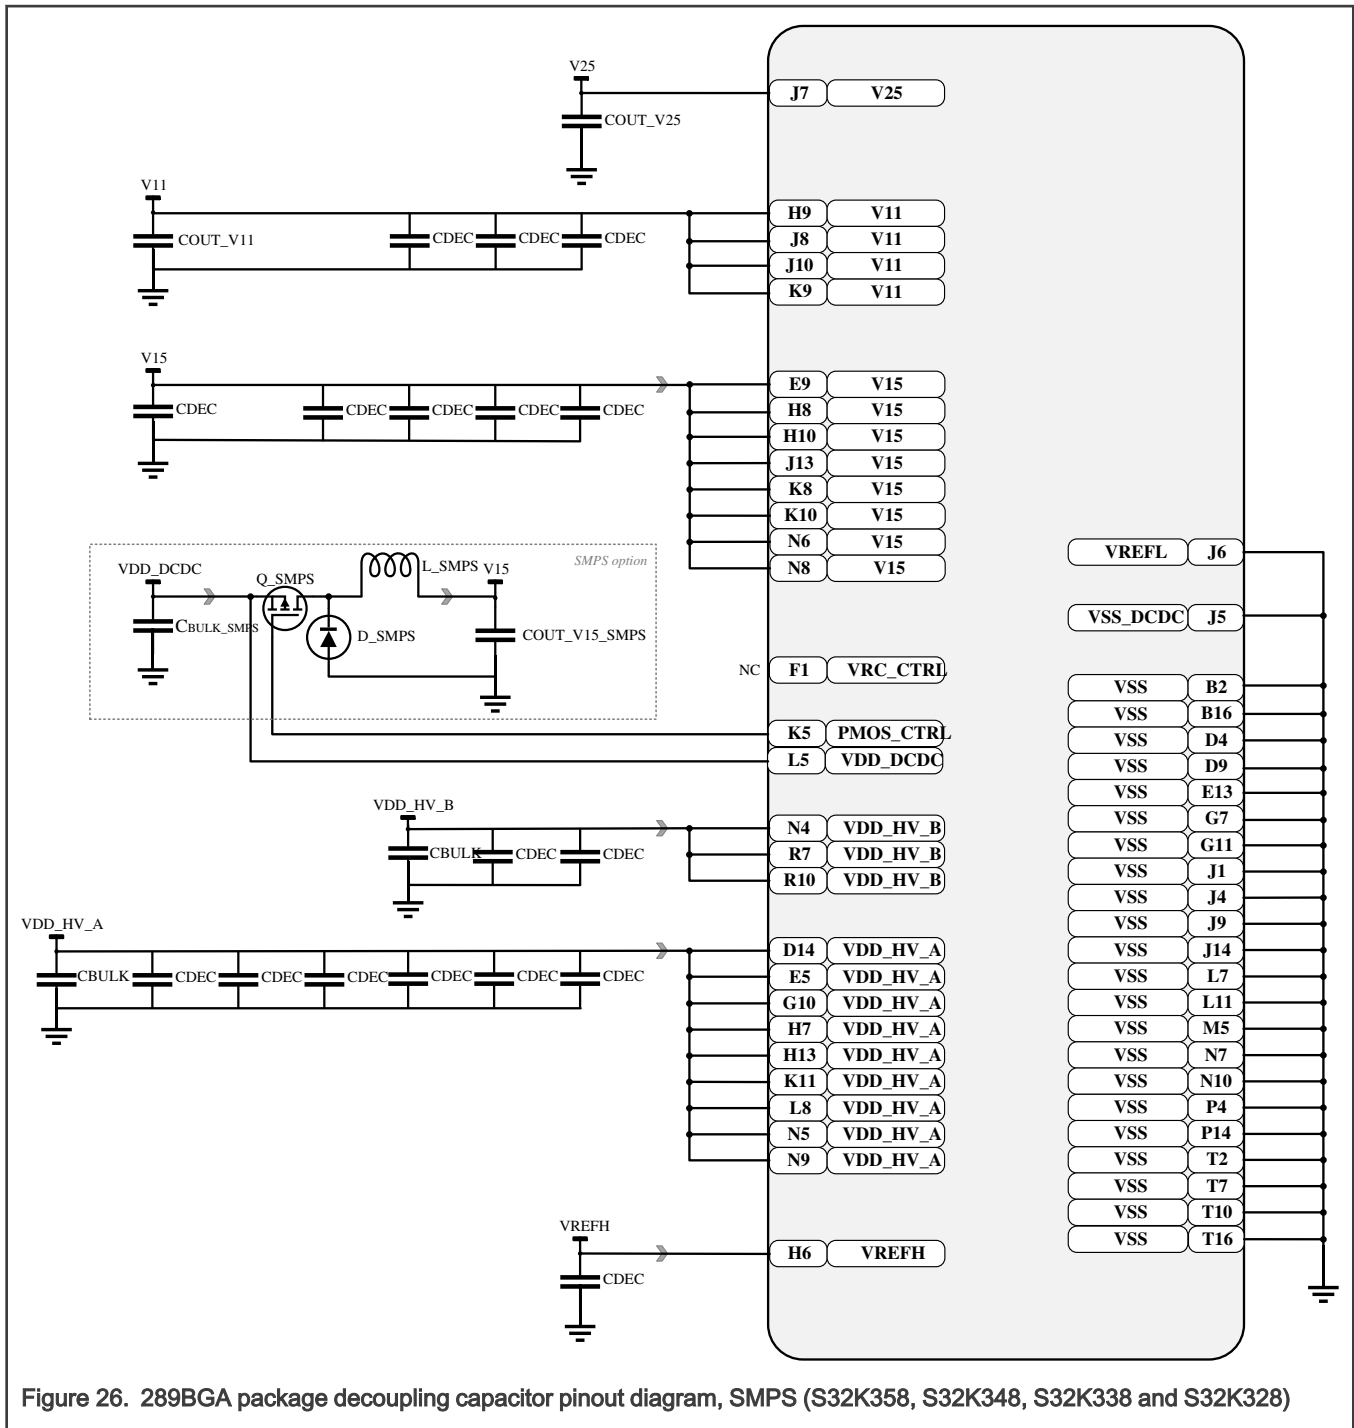 V25
J7 V25
COUT_V25
V11
H9 V11
COUT_V11 CDEC CDEC CDEC
J8 V11
J10 V11
K9 V11
V15
E9 V15
CDEC CDEC CDEC CDEC CDEC
H8 V15
H10 V15
J13 V15
K8 V15
K10 V15
N6 V15
N8 V15
SMPS option
VDD_DCDC
Q_SMPS
L_SMPS
V15
CBULK_SMPS
D_SMPS
COUT_V15_SMPS
VREFL J6
VSS_DCDC J5
NC F1 VRC_CTRL
K5 PMOS_CTRL
L5 VDD_DCDC
VDD_HV_B
N4 VDD_HV_B
CBULK CDEC CDEC
R7 VDD_HV_B
R10 VDD_HV_B
VDD_HV_A
D14 VDD_HV_A
CBULK CDEC CDEC CDEC CDEC CDEC CDEC
E5 VDD_HV_A
G10 VDD_HV_A
H7 VDD_HV_A
H13 VDD_HV_A
K11 VDD_HV_A
L8 VDD_HV_A
N5 VDD_HV_A
N9 VDD_HV_A
VREFH
H6 VREFH
CDEC
VSS B2
VSS B16
VSS D4
VSS D9
VSS E13
VSS G7
VSS G11
VSS J1
VSS J4
VSS J9
VSS J14
VSS L7
VSS L11
VSS M5
VSS N7
VSS N10
VSS P4
VSS P14
VSS T2
VSS T7
VSS T10
VSS T16
Figure 26. 289BGA package decoupling capacitor pinout diagram, SMPS (S32K358, S32K348, S32K338 and S32K328)